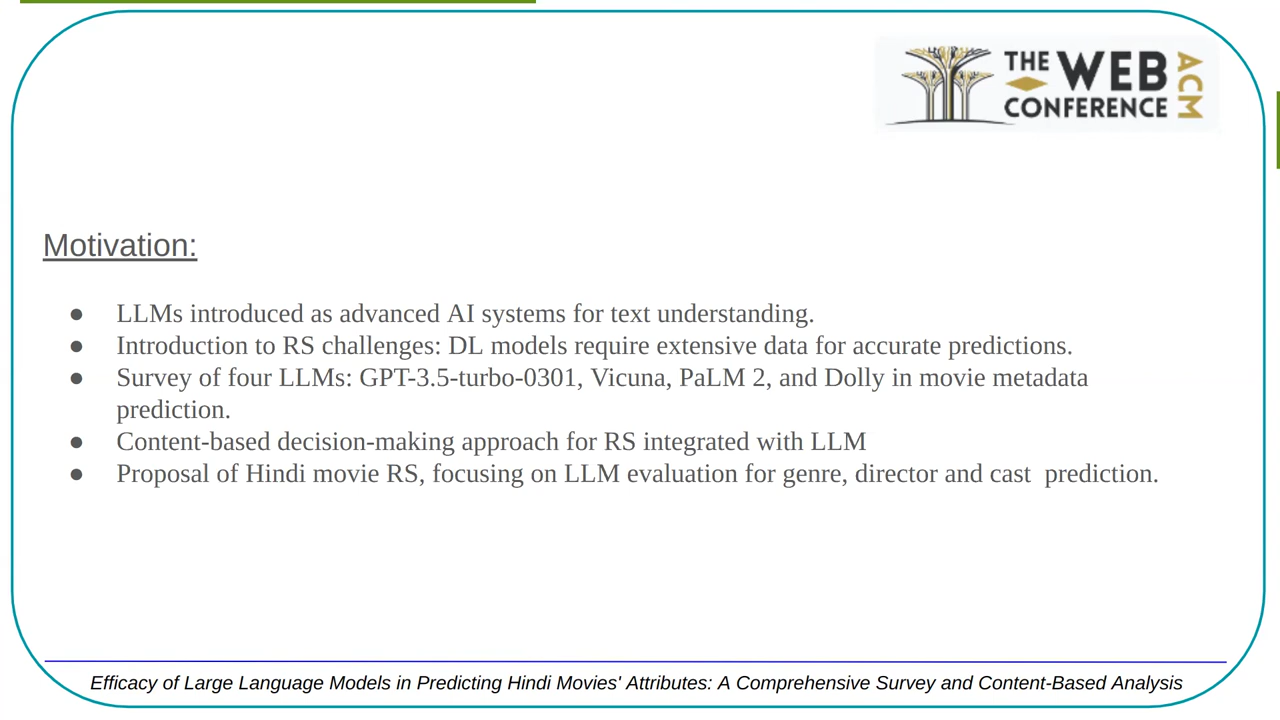 THE WEB
CONFERENCE
ACM
Motivation:
● LLMs introduced as advanced AI systems for text understanding.
● Introduction to RS challenges: DL models require extensive data for accurate predictions.
● Survey of four LLMs: GPT-3.5-turbo-0301, Vicuna, PaLM 2, and Dolly in movie metadata
prediction.
● Content-based decision-making approach for RS integrated with LLM
● Proposal of Hindi movie RS, focusing on LLM evaluation for genre, director and cast  prediction.
Efficacy of Large Language Models in Predicting Hindi Movies' Attributes: A Comprehensive Survey and Content-Based Analysis